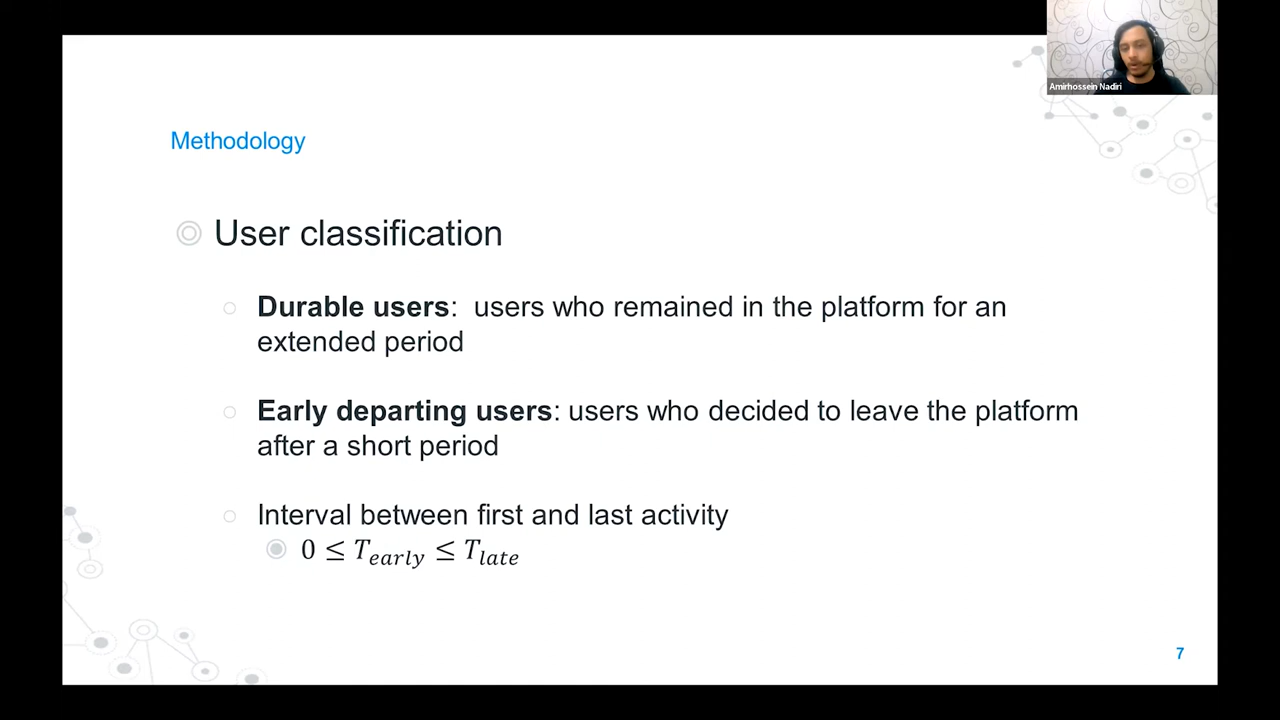 Amirhossein Nadiri
Methodology
User classification
Durable users:  users who remained in the platform for an
extended period
Early departing users: users who decided to leave the platform
after a short period
Interval between first and last activity
0 ≤ T_early ≤ T_late
7